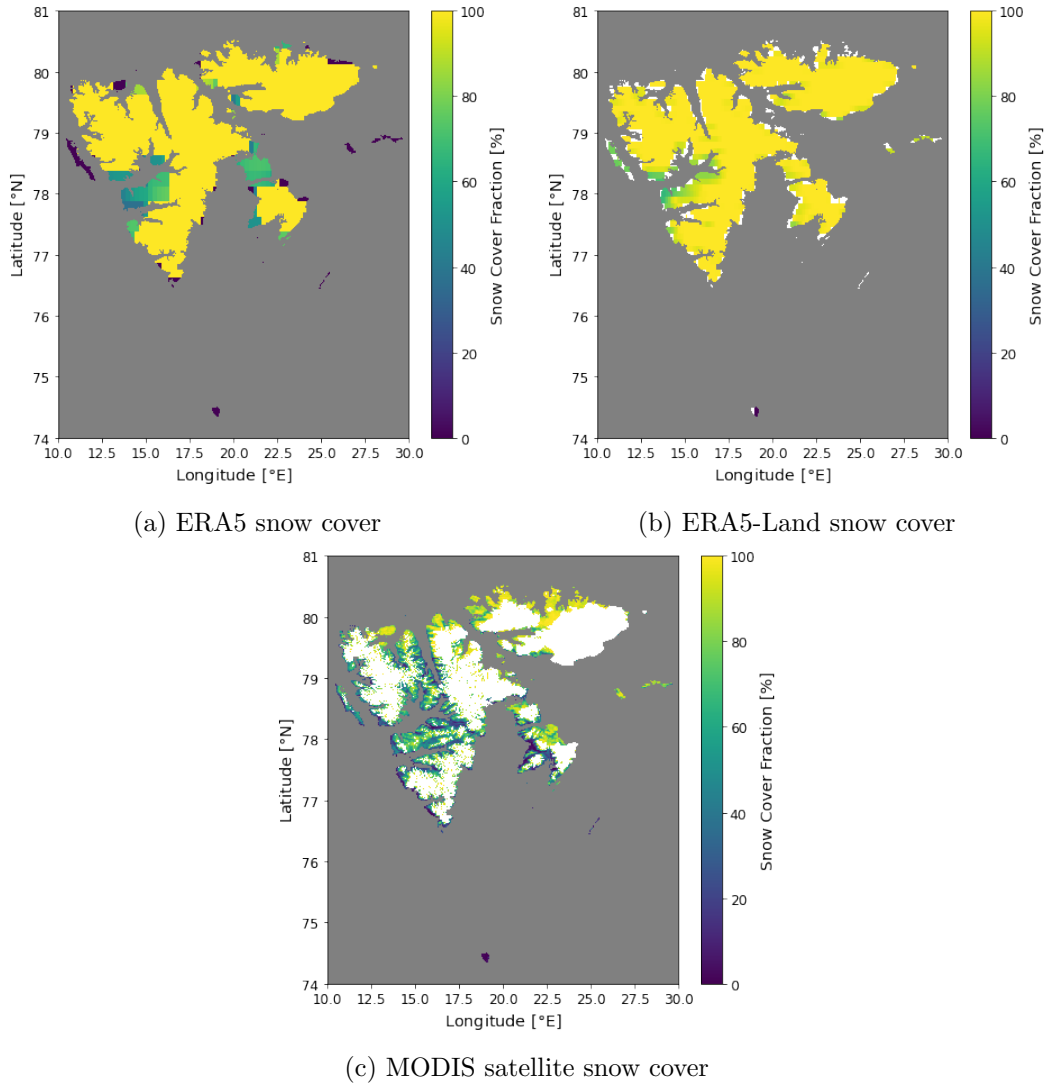 81
80
79
78
77
76
75
74
Latitude [°N]
10.0 12.5 15.0 17.5 20.0 22.5 25.0 27.5 30.0
Longitude [°E]
100
80
60
40
20
0
Snow Cover Fraction [%]
(a) ERA5 snow cover
81
80
79
78
77
76
75
74
Latitude [°N]
10.0 12.5 15.0 17.5 20.0 22.5 25.0 27.5 30.0
Longitude [°E]
100
80
60
40
20
0
Snow Cover Fraction [%]
(b) ERA5-Land snow cover
81
80
79
78
77
76
75
74
Latitude [°N]
10.0 12.5 15.0 17.5 20.0 22.5 25.0 27.5 30.0
Longitude [°E]
100
80
60
40
20
0
Snow Cover Fraction [%]
(c) MODIS satellite snow cover